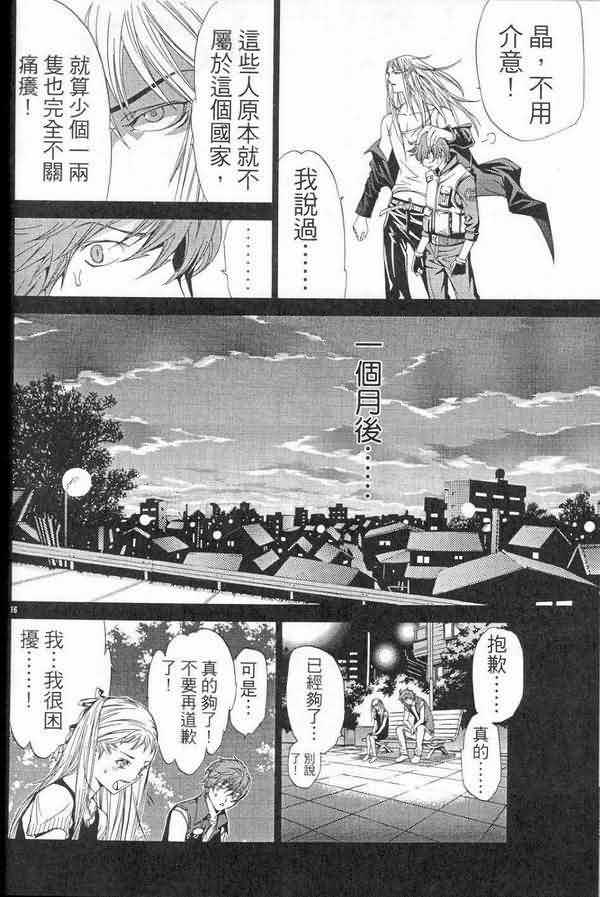 晶，不用
介意！
我說過……
這些人原本就不
屬於這個國家，
就算少個一兩
隻也完全不關
痛癢！
………
一個月後……
抱歉……
真的……
已經夠了…
別說
了！
可是…
真的夠了！
不要再道歉
了！
我…我很困
擾……！
16